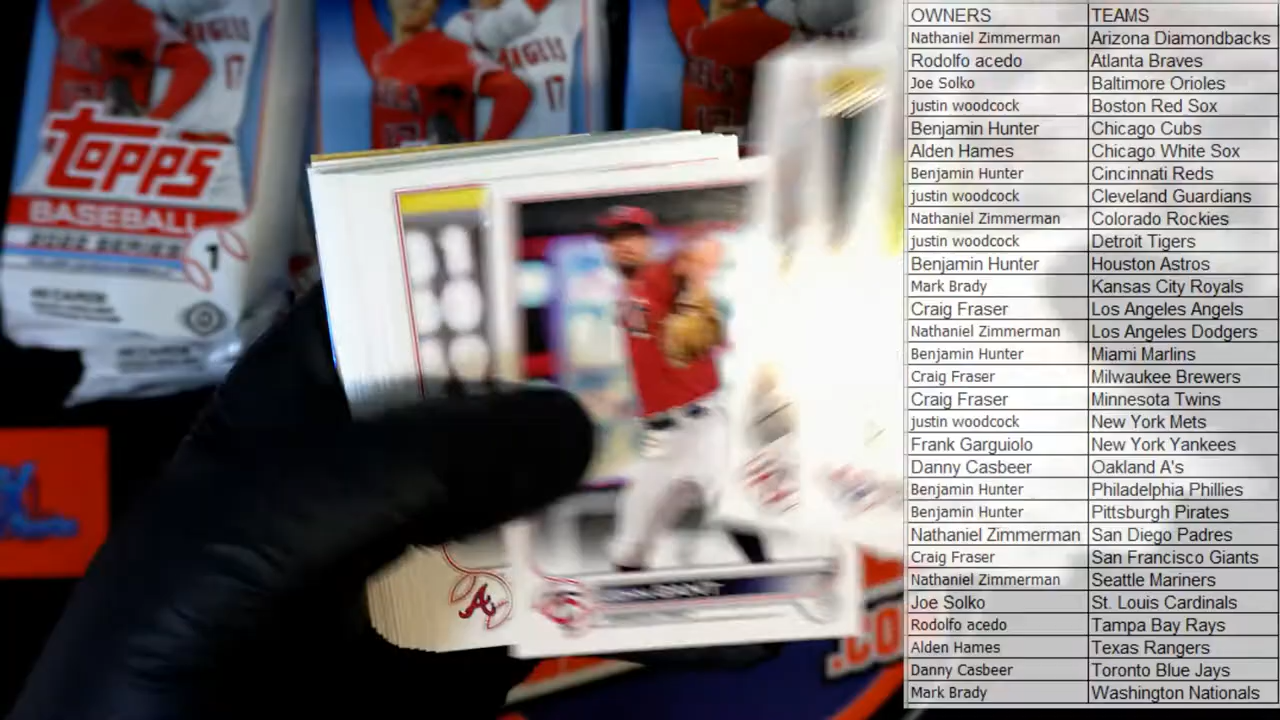 OWNERS TEAMS
Nathaniel Zimmerman Arizona Diamondbacks
Rodolfo acedo Atlanta Braves
Joe Solko Baltimore Orioles
justin woodcock Boston Red Sox
Benjamin Hunter Chicago Cubs
Alden Hames Chicago White Sox
Benjamin Hunter Cincinnati Reds
justin woodcock Cleveland Guardians
Nathaniel Zimmerman Colorado Rockies
justin woodcock Detroit Tigers
Benjamin Hunter Houston Astros
Mark Brady Kansas City Royals
Craig Fraser Los Angeles Angels
Nathaniel Zimmerman Los Angeles Dodgers
Benjamin Hunter Miami Marlins
Craig Fraser Milwaukee Brewers
Craig Fraser Minnesota Twins
justin woodcock New York Mets
Frank Garguiolo New York Yankees
Danny Casbeer Oakland A's
Benjamin Hunter Philadelphia Phillies
Benjamin Hunter Pittsburgh Pirates
Nathaniel Zimmerman San Diego Padres
Craig Fraser San Francisco Giants
Nathaniel Zimmerman Seattle Mariners
Joe Solko St. Louis Cardinals
Rodolfo acedo Tampa Bay Rays
Alden Hames Texas Rangers
Danny Casbeer Toronto Blue Jays
Mark Brady Washington Nationals
TOPPS
BASEBALL
2022 SERIES 1
ANGELS
17
17
A
.CO